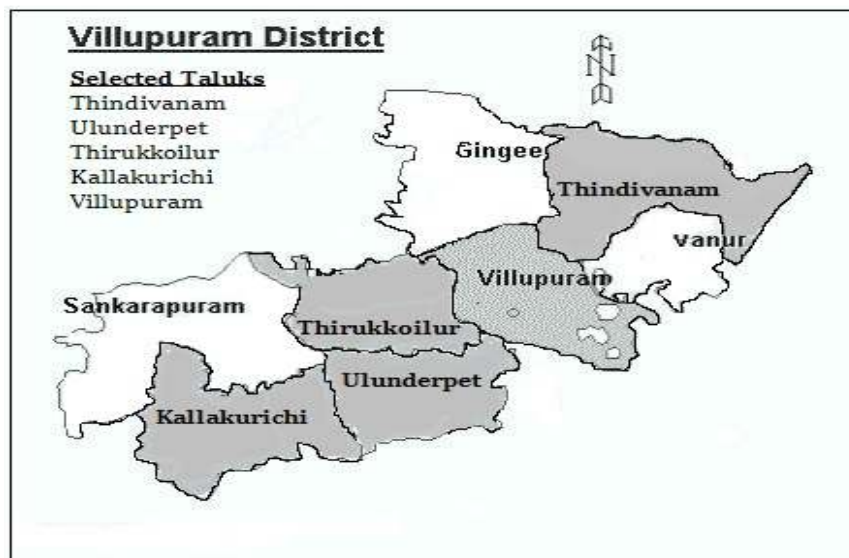 Villupuram District
Selected Taluks
Thindivanam
Ulunderpet
Thirukkoilur
Kallakurichi
Villupuram
N
Gingee
Thindivanam
Vanur
Villupuram
Sankarapuram
Thirukkoilur
Ulunderpet
Kallakurichi